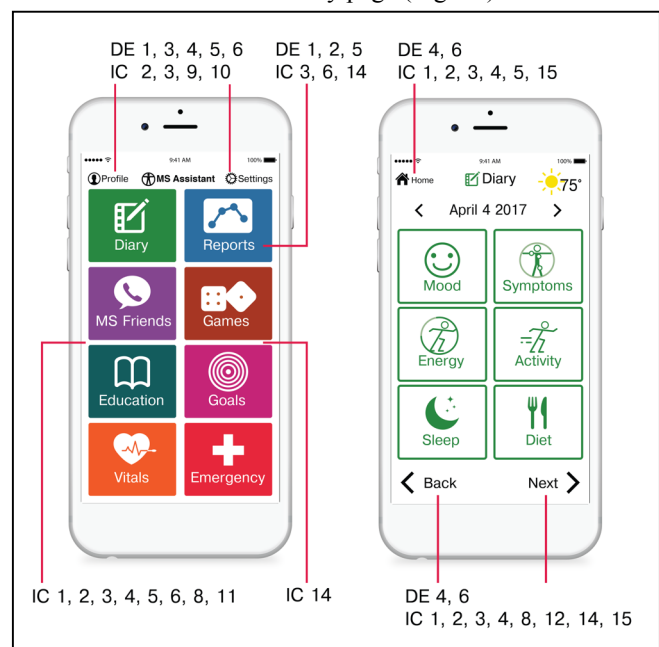 DE 1, 3, 4, 5, 6
IC 2, 3, 9, 10
DE 1, 2, 5
IC 3, 6, 14
DE 4, 6
IC 1, 2, 3, 4, 5, 15
9:41 AM 100%
Profile MS Assistant Settings
Diary Reports
MS Friends Games
Education Goals
Vitals Emergency
9:41 AM 100%
Home Diary 75°
< April 4 2017 >
Mood Symptoms
Energy Activity
Sleep Diet
Back Next
IC 1, 2, 3, 4, 5, 6, 8, 11
IC 14
DE 4, 6
IC 1, 2, 3, 4, 8, 12, 14, 15